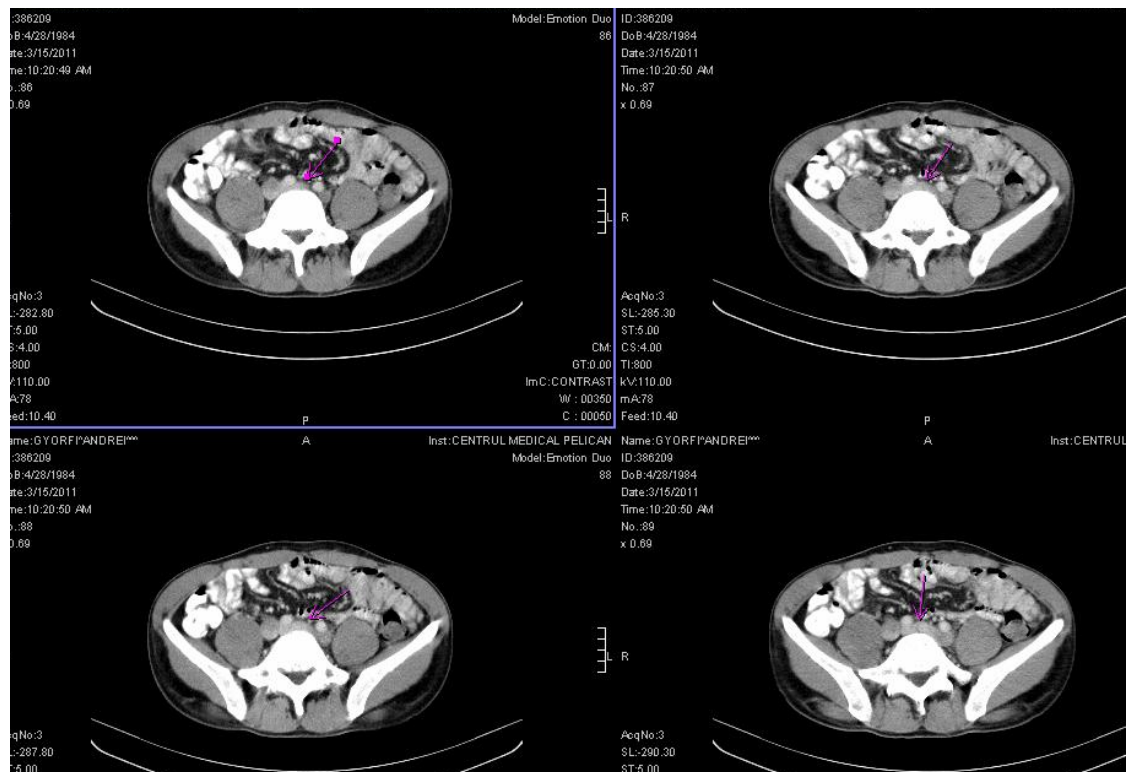 :386209
Model:Emotion Duo
oB:4/28/1984
86
ate:3/15/2011
me:10:20:49 AM
o.:86
0.69
L
cqNo:3
L:-282.80
T:5.00
S:4.00
CM:
:800
GT:0.00
V:110.00
ImC:CONTRAST
A:78
W : 00350
eed:10.40
C : 00050
P
ID:386209
DoB:4/28/1984
Date:3/15/2011
Time:10:20:50 AM
No.:87
x 0.69
R
AcqNo:3
SL:-285.30
ST:5.00
CS:4.00
TI:800
kV:110.00
mA:78
Feed:10.40
P
ame:GYORFI^ANDREI^^^
A
Inst:CENTRUL MEDICAL PELICAN
:386209
Model:Emotion Duo
oB:4/28/1984
88
ate:3/15/2011
me:10:20:50 AM
o.:88
0.69
L
cqNo:3
L:-287.80
T:5.00
Name:GYORFI^ANDREI^^^
A
Inst:CENTRUL
ID:386209
DoB:4/28/1984
Date:3/15/2011
Time:10:20:50 AM
No.:89
x 0.69
R
AcqNo:3
SL:-290.30
ST:5.00